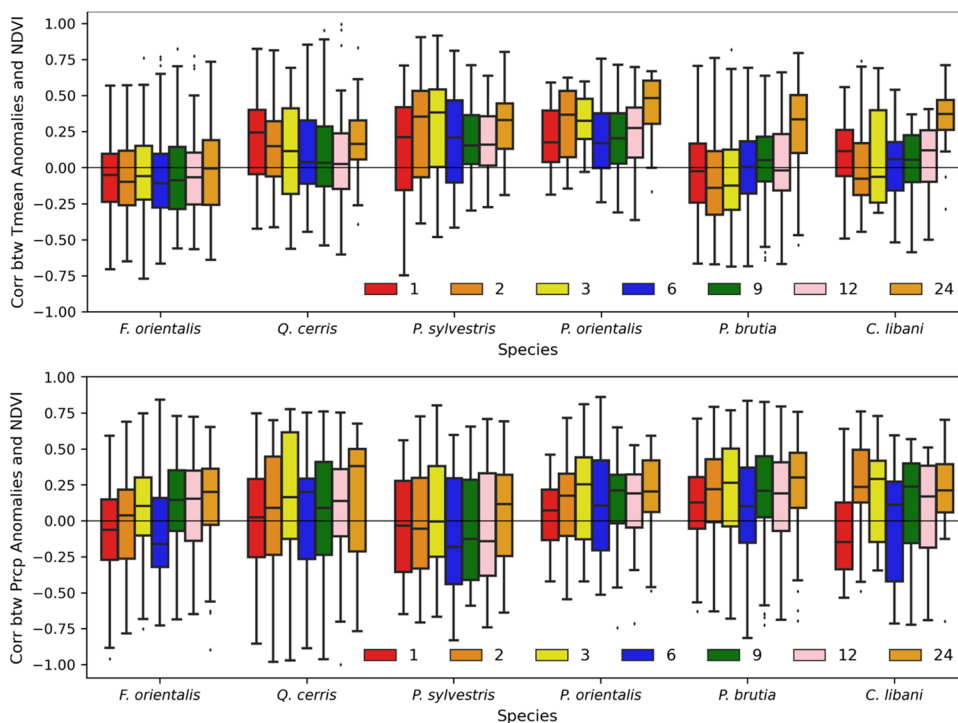 Corr btw Tmean Anomalies and NDVI
1.00
0.75
0.50
0.25
0.00
−0.25
−0.50
−0.75
−1.00
1 2 3 6 9 12 24
F. orientalis Q. cerris P. sylvestris P. orientalis P. brutia C. libani
Species
Corr btw Prcp Anomalies and NDVI
1.00
0.75
0.50
0.25
0.00
−0.25
−0.50
−0.75
−1.00
1 2 3 6 9 12 24
F. orientalis Q. cerris P. sylvestris P. orientalis P. brutia C. libani
Species